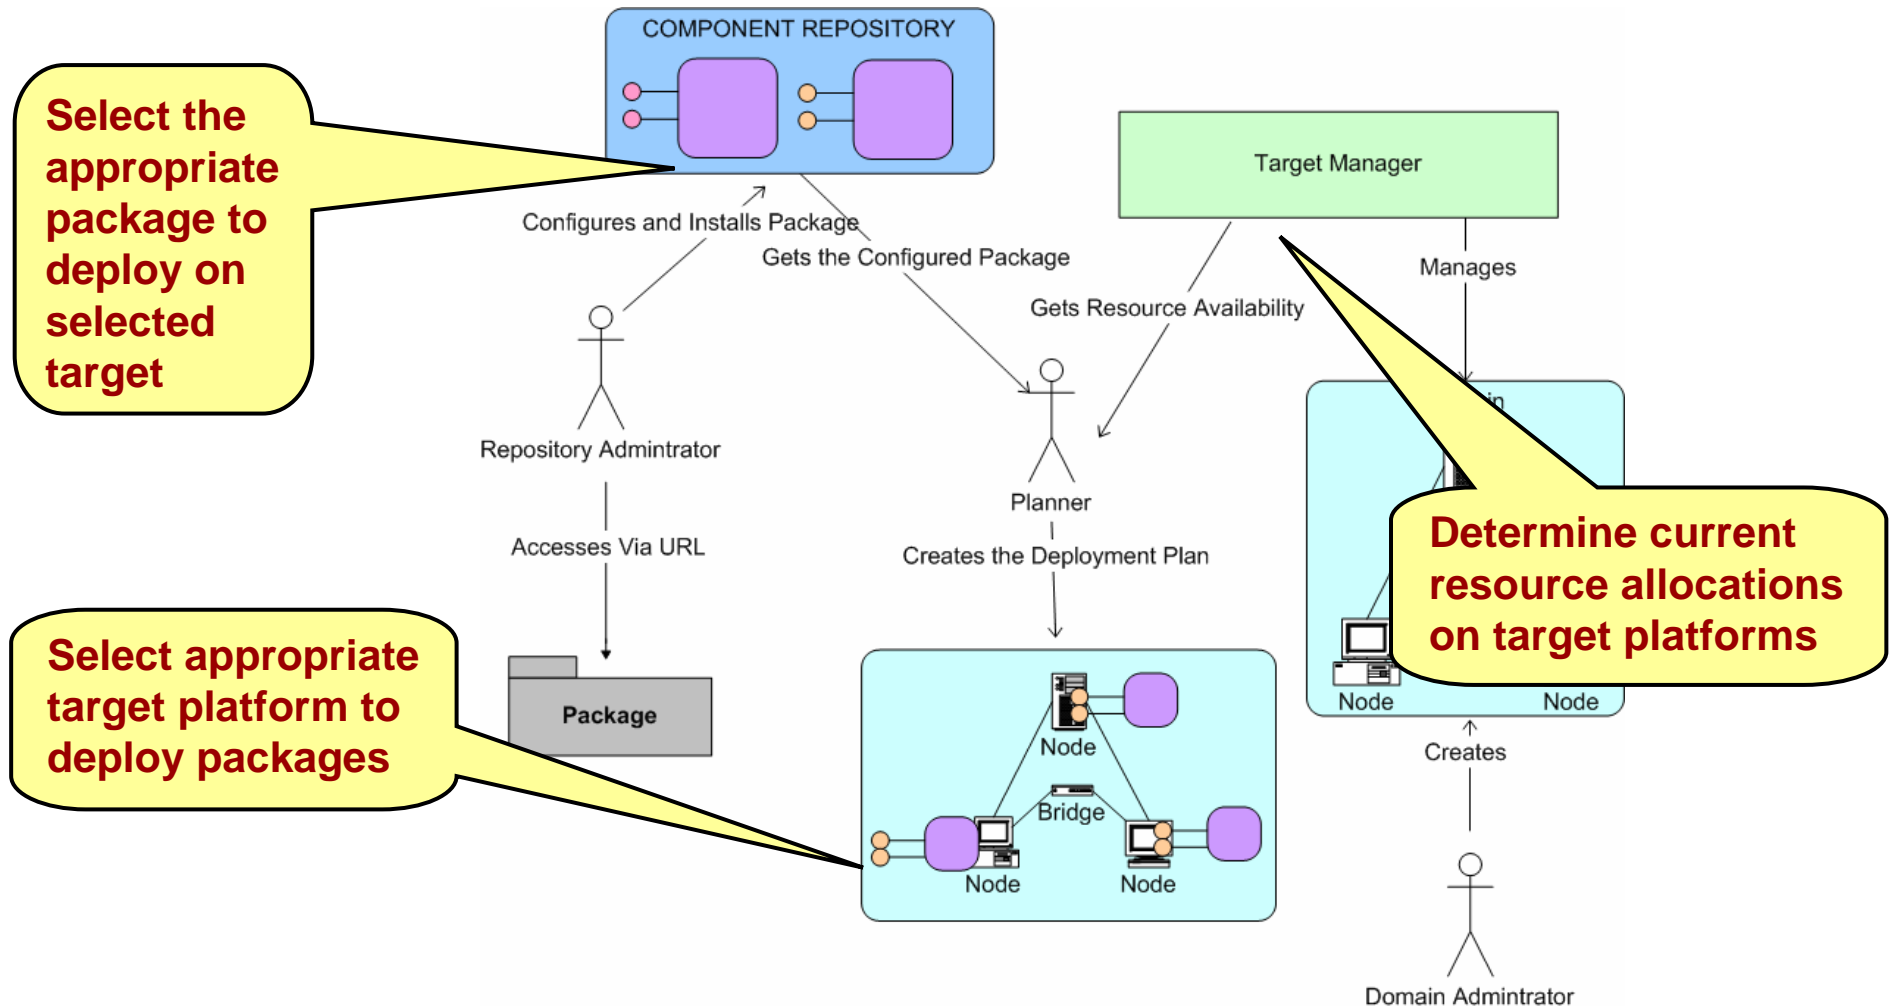 COMPONENT REPOSITORY
Select the
appropriate
package to
deploy on
selected
target
Target Manager
Configures and Installs Package
Gets the Configured Package
Manages
Gets Resource Availability
Repository Admintrator
Planner
Accesses Via URL
Creates the Deployment Plan
Determine current
resource allocations
on target platforms
Select appropriate
target platform to
deploy packages
Package
Node
Node
Node
Bridge
Node
Node
Creates
Domain Admintrator